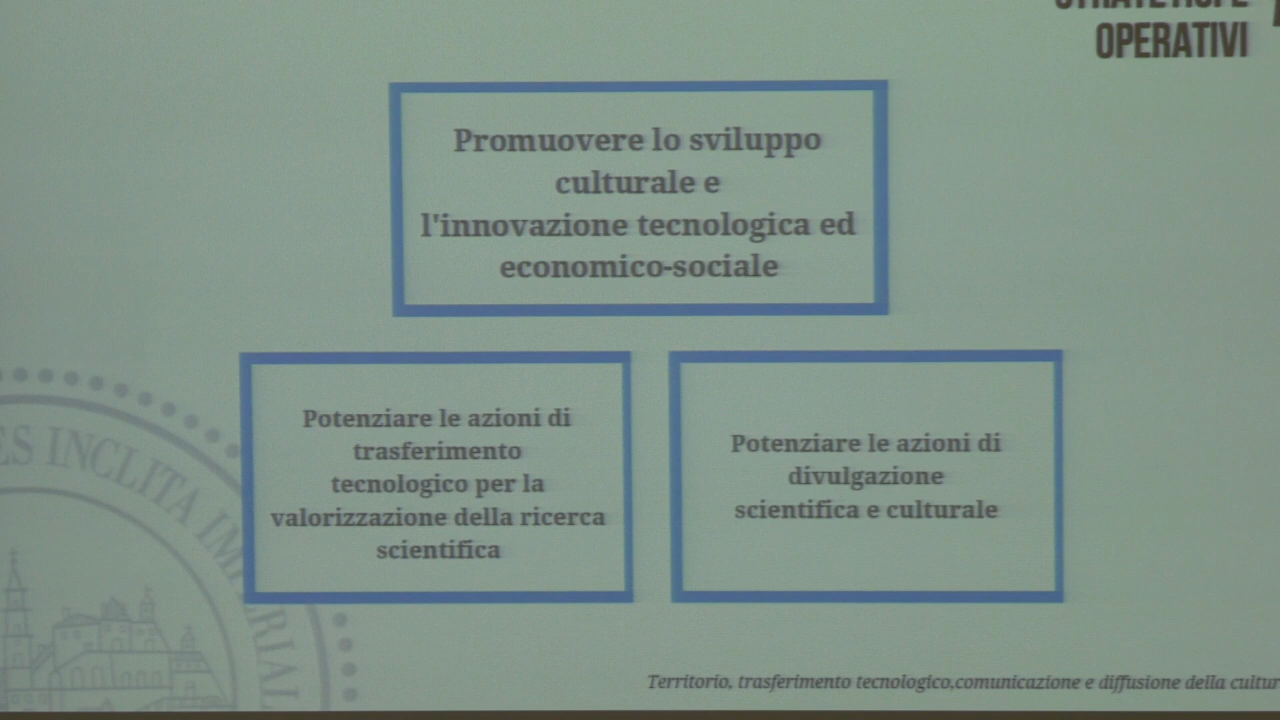 OPERATIVI
Promuovere lo sviluppo
culturale e
l'innovazione tecnologica ed
economico-sociale
Potenziare le azioni di
trasferimento
tecnologico per la
valorizzazione della ricerca
scientifica
Potenziare le azioni di
divulgazione
scientifica e culturale
INCLITA
Territorio, trasferimento tecnologico,comunicazione e diffusione della